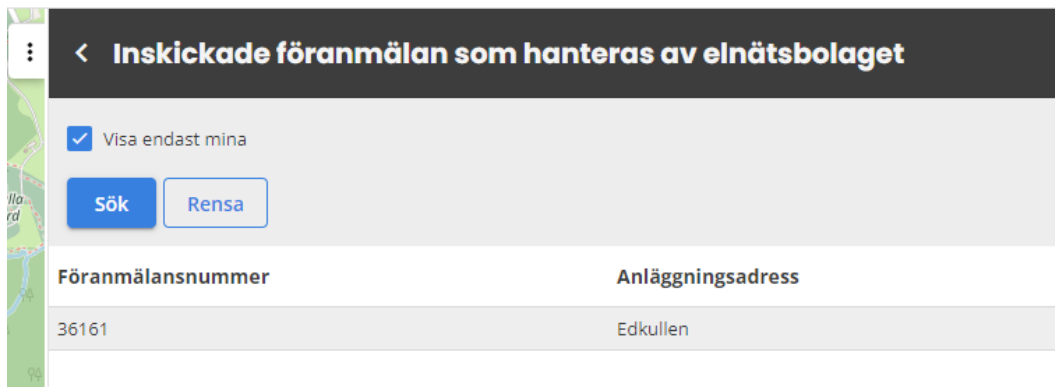 Inskickade föranmälan som hanteras av elnätsbolaget
Visa endast mina
Sök Rensa
Föranmälansnummer Anläggningsadress
36161 Edkullen